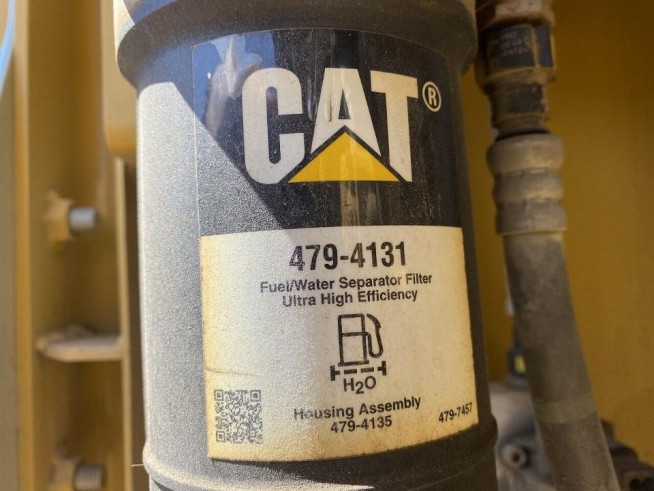 CAT®
479-4131
Fuel/Water Separator Filter
Ultra High Efficiency
H₂O
Housing Assembly
479-4135
479-7457